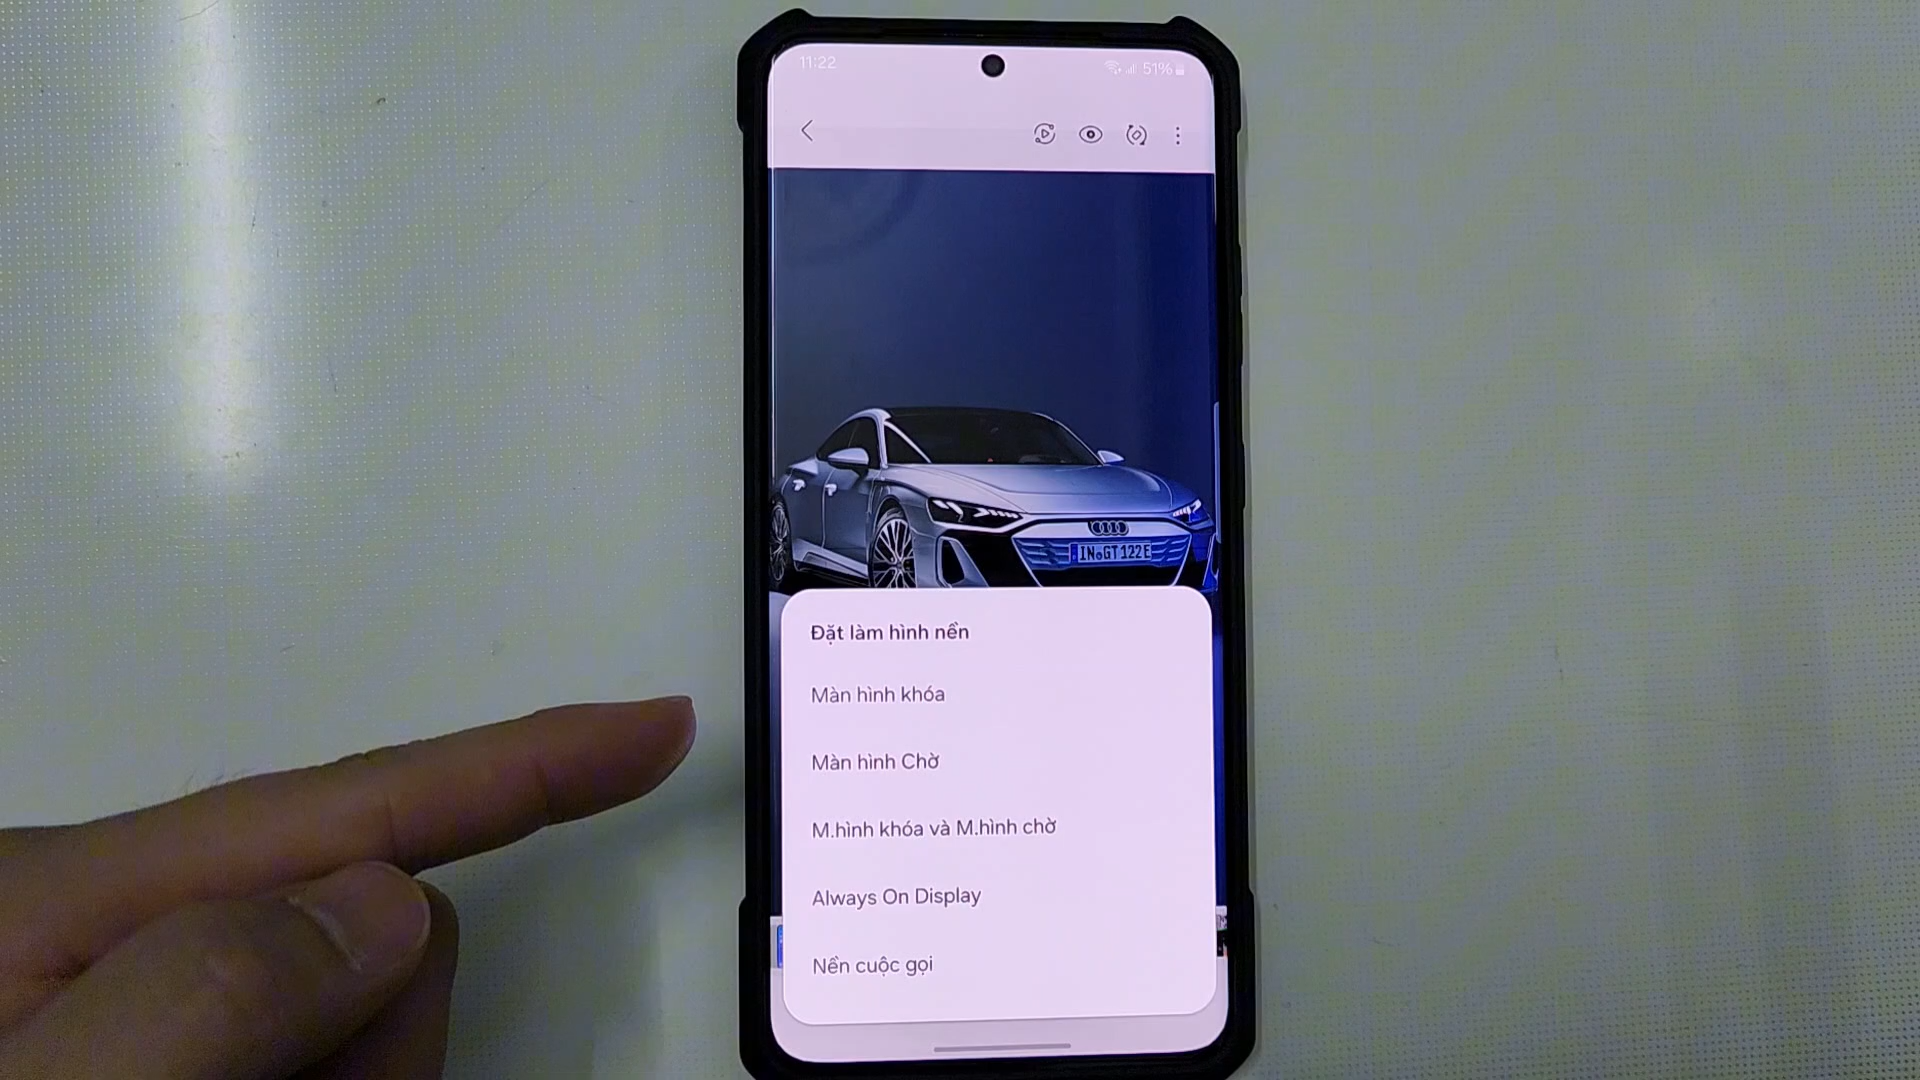 11:22
51%
IN GT 122E
Đặt làm hình nền
Màn hình khóa
Màn hình Chờ
M.hình khóa và M.hình chờ
Always On Display
Nền cuộc gọi